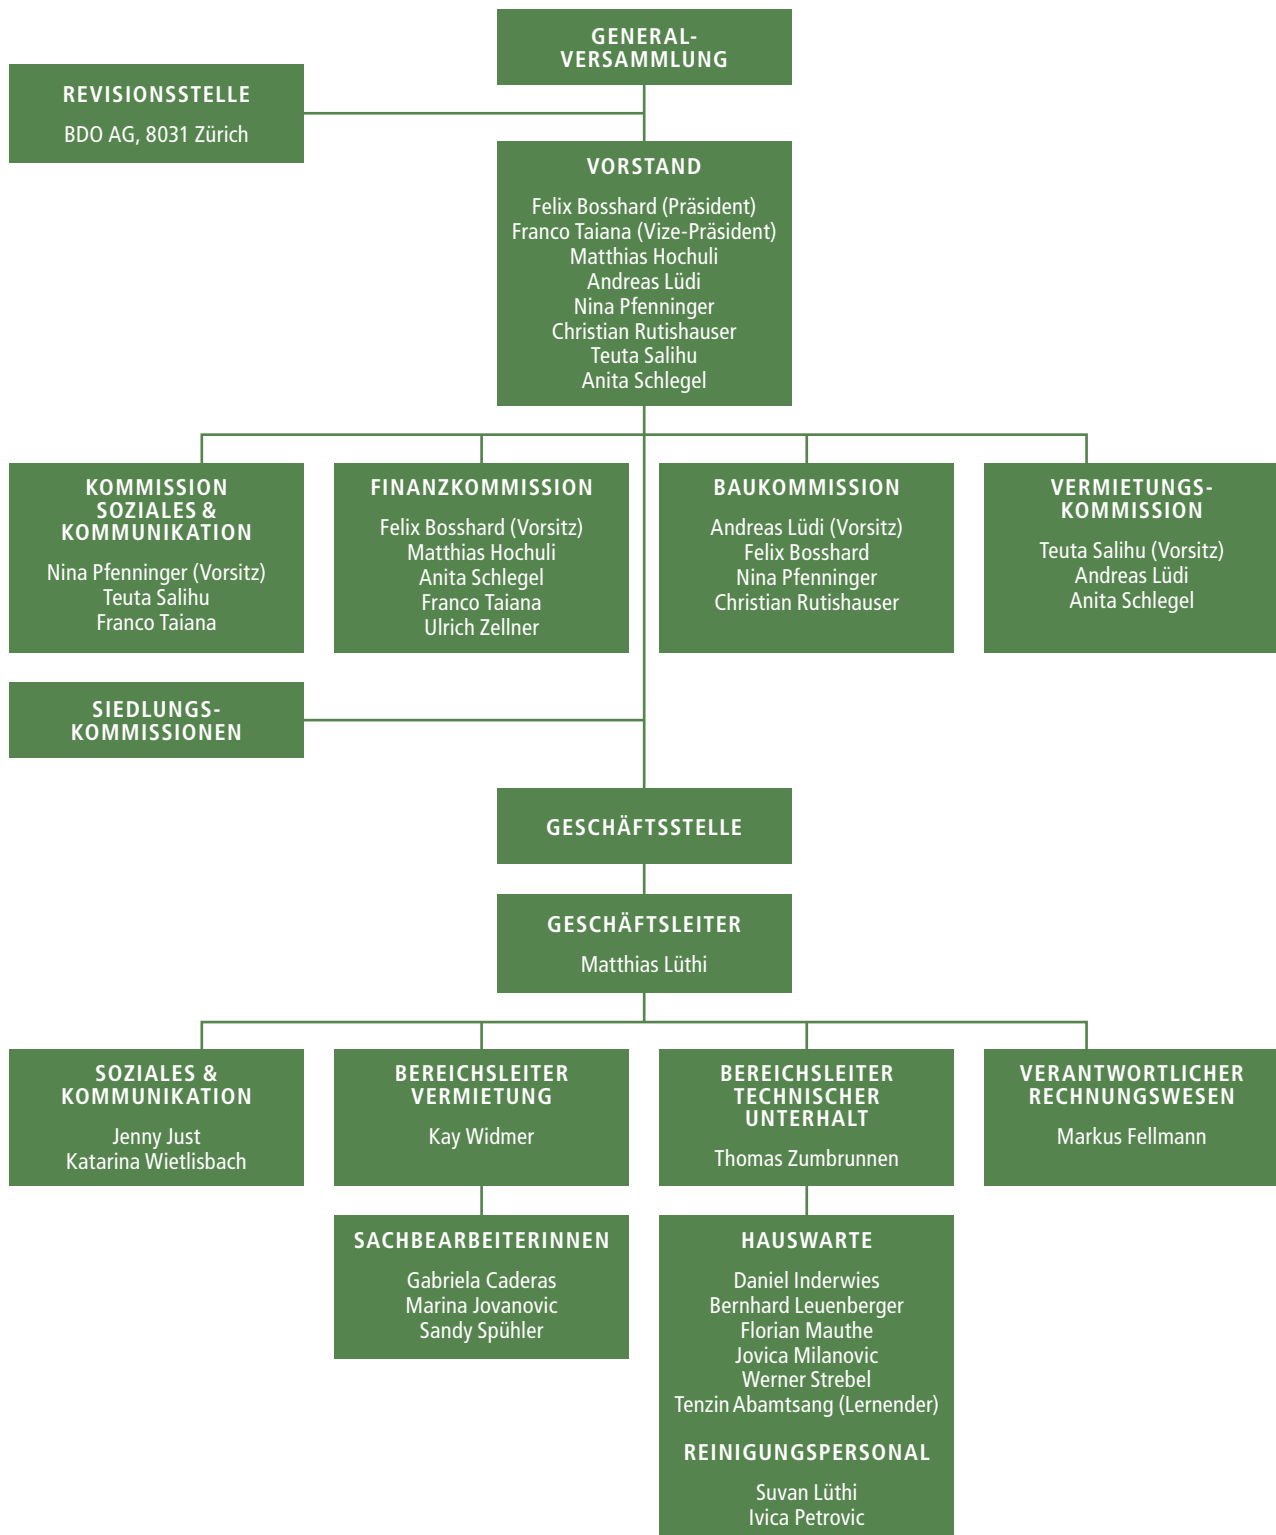 GENERAL-
VERSAMMLUNG
REVISIONSSTELLE
BDO AG, 8031 Zürich
VORSTAND
Felix Bosshard (Präsident)
Franco Taiana (Vize-Präsident)
Matthias Hochuli
Andreas Lüdi
Nina Pfenninger
Christian Rutishauser
Teuta Salihu
Anita Schlegel
KOMMISSION
SOZIALES &
KOMMUNIKATION
Nina Pfenninger (Vorsitz)
Teuta Salihu
Franco Taiana
FINANZKOMMISSION
Felix Bosshard (Vorsitz)
Matthias Hochuli
Anita Schlegel
Franco Taiana
Ulrich Zellner
BAUKOMMISSION
Andreas Lüdi (Vorsitz)
Felix Bosshard
Nina Pfenninger
Christian Rutishauser
VERMIETUNGS-
KOMMISSION
Teuta Salihu (Vorsitz)
Andreas Lüdi
Anita Schlegel
SIEDLUNGS-
KOMMISSIONEN
GESCHÄFTSSTELLE
GESCHÄFTSLEITER
Matthias Lüthi
SOZIALES &
KOMMUNIKATION
Jenny Just
Katarina Wietlisbach
BEREICHSLEITER
VERMIETUNG
Kay Widmer
BEREICHSLEITER
TECHNISCHER
UNTERHALT
Thomas Zumbrunnen
VERANTWORTLICHER
RECHNUNGSWESEN
Markus Fellmann
SACHBEARBEITERINNEN
Gabriela Caderas
Marina Jovanovic
Sandy Spühler
HAUSWARTE
Daniel Inderwies
Bernhard Leuenberger
Florian Mauthe
Jovica Milanovic
Werner Strebel
Tenzin Abamtsang (Lernender)
REINIGUNGSPERSONAL
Suvan Lüthi
Ivica Petrovic